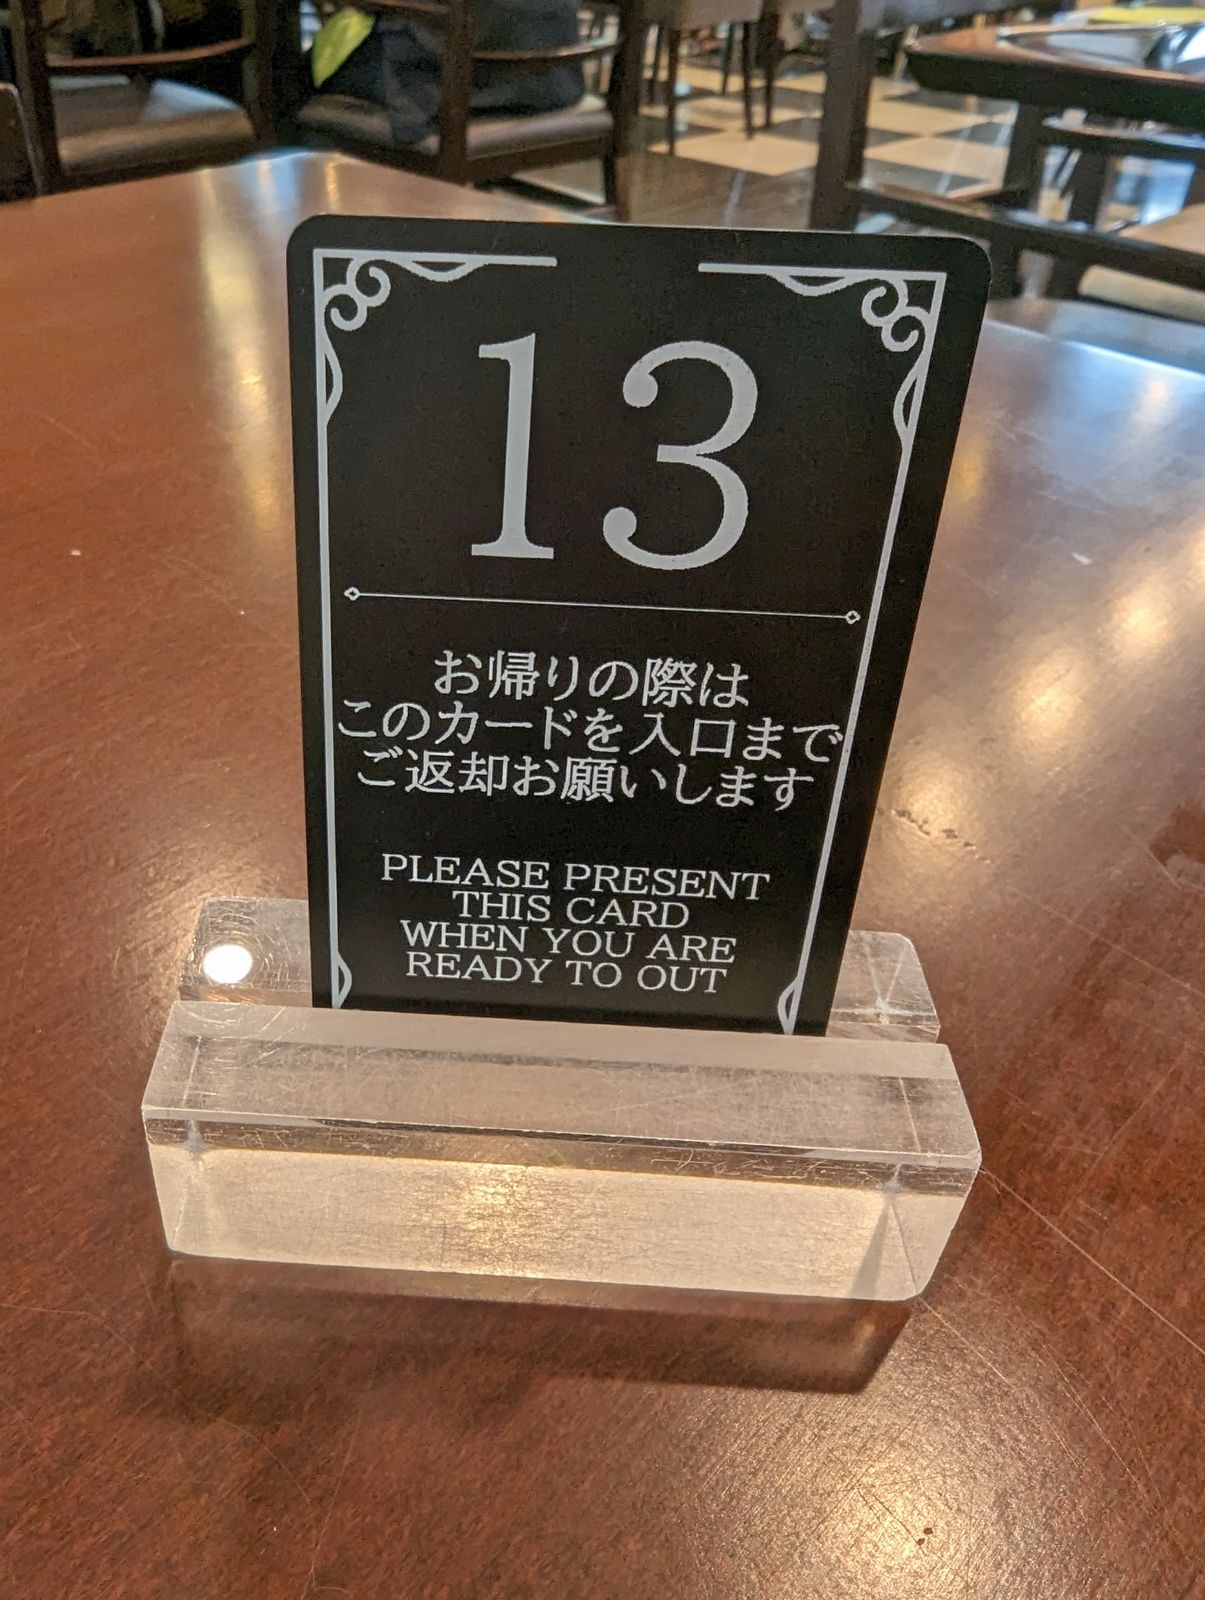 13
お帰りの際は
このカードを入口まで
ご返却お願いします
PLEASE PRESENT
THIS CARD
WHEN YOU ARE
READY TO OUT